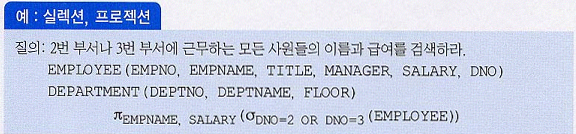 예 : 실렉션, 프로젝션
질의: 2번 부서나 3번 부서에 근무하는 모든 사원들의 이름과 급여를 검색하라.
EMPLOYEE(EMPNO, EMPNAME, TITLE, MANAGER, SALARY, DNO)
DEPARTMENT(DEPTNO, DEPTNAME, FLOOR)
πEMPNAME, SALARY(σDNO=2 OR DNO=3(EMPLOYEE))